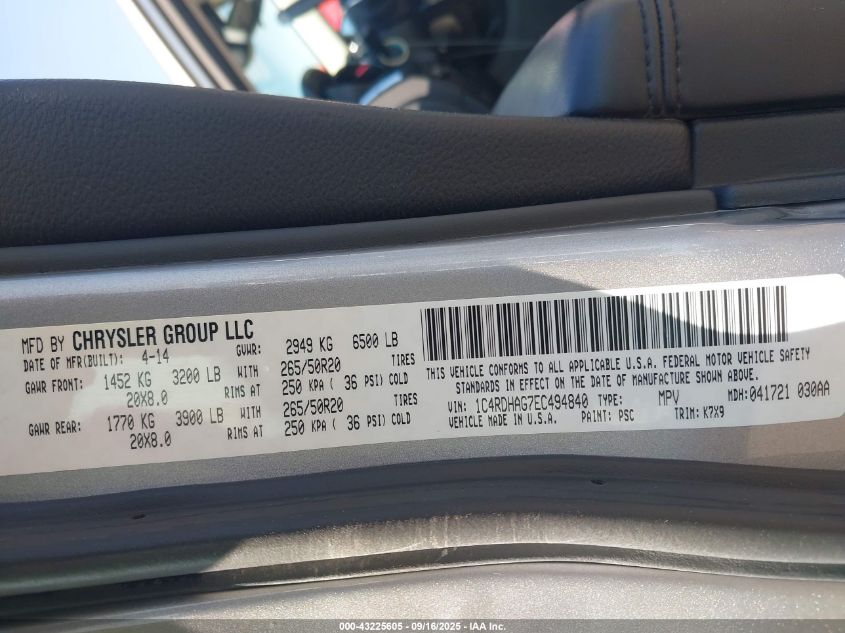 MFD BY CHRYSLER GROUP LLC
DATE OF MFR(BUILT): 4-14 GVWR: 2949 KG 6500 LB
GAWR FRONT: 1452 KG 3200 LB WITH 265/50R20 TIRES
20X8.0 RIMS AT 250 KPA ( 36 PSI) COLD
GAWR REAR: 1770 KG 3900 LB WITH 265/50R20 TIRES
20X8.0 RIMS AT 250 KPA ( 36 PSI) COLD
THIS VEHICLE CONFORMS TO ALL APPLICABLE U.S.A. FEDERAL MOTOR VEHICLE SAFETY
STANDARDS IN EFFECT ON THE DATE OF MANUFACTURE SHOWN ABOVE.
VIN: 1C4RDHAG7EC494840 TYPE: MPV MDH: 041721 030AA
VEHICLE MADE IN U.S.A. PAINT: PSC TRIM: K7X9
000-43225605 - 09/16/2025 - IAA Inc.